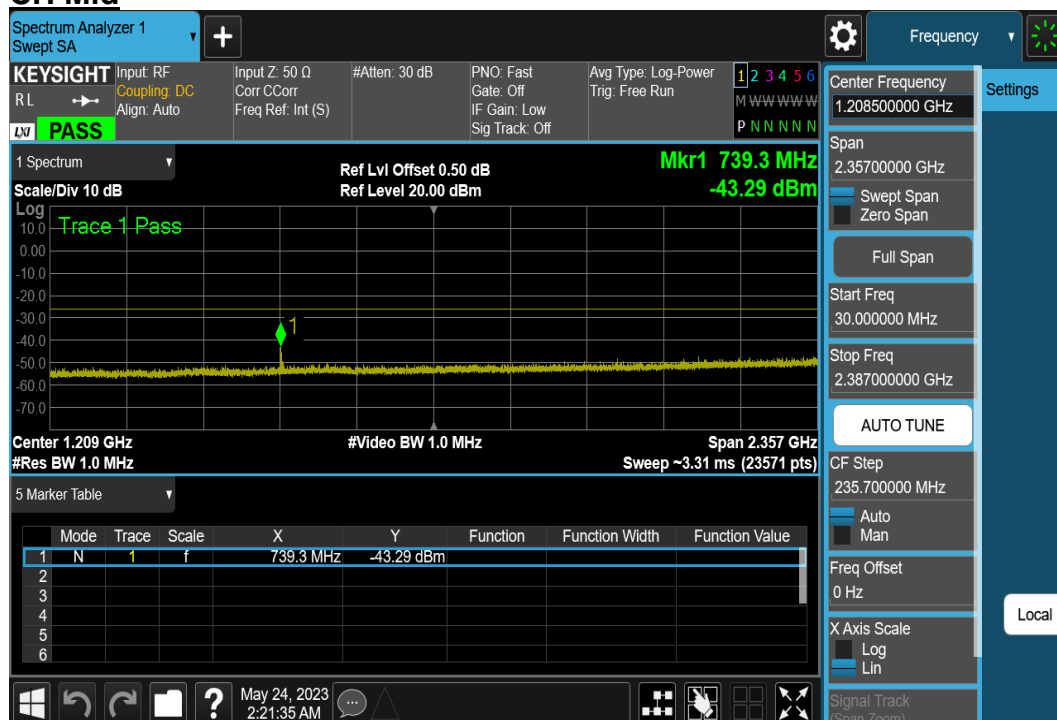 CH Mid
Spectrum Analyzer 1
Swept SA
Frequency
KEYSIGHT
Input: RF
Input Z: 50 Ω
#Atten: 30 dB
PNO: Fast
Avg Type: Log-Power
1 2 3 4 5 6
R L
Coupling: DC
Corr CCorr
Gate: Off
Trig: Free Run
Align: Auto
Freq Ref: Int (S)
IF Gain: Low
M W W W W W
LXI
PASS
Sig Track: Off
P N N N N N
1 Spectrum
Ref Lvl Offset 0.50 dB
Mkr1 739.3 MHz
Scale/Div 10 dB
Ref Level 20.00 dBm
-43.29 dBm
Log
Trace 1 Pass
10.0
0.00
-10.0
-20.0
-30.0
1
-40.0
-50.0
-60.0
-70.0
Center 1.209 GHz
#Video BW 1.0 MHz
Span 2.357 GHz
#Res BW 1.0 MHz
Sweep ~3.31 ms (23571 pts)
5 Marker Table
Mode Trace Scale X Y Function Function Width Function Value
1 N 1 f 739.3 MHz -43.29 dBm
2
3
4
5
6
May 24, 2023
2:21:35 AM
Center Frequency
1.208500000 GHz
Settings
Span
2.35700000 GHz
Swept Span
Zero Span
Full Span
Start Freq
30.000000 MHz
Stop Freq
2.387000000 GHz
AUTO TUNE
CF Step
235.700000 MHz
Auto
Man
Freq Offset
0 Hz
Local
X Axis Scale
Log
Lin
Signal Track
(Span Zoom)